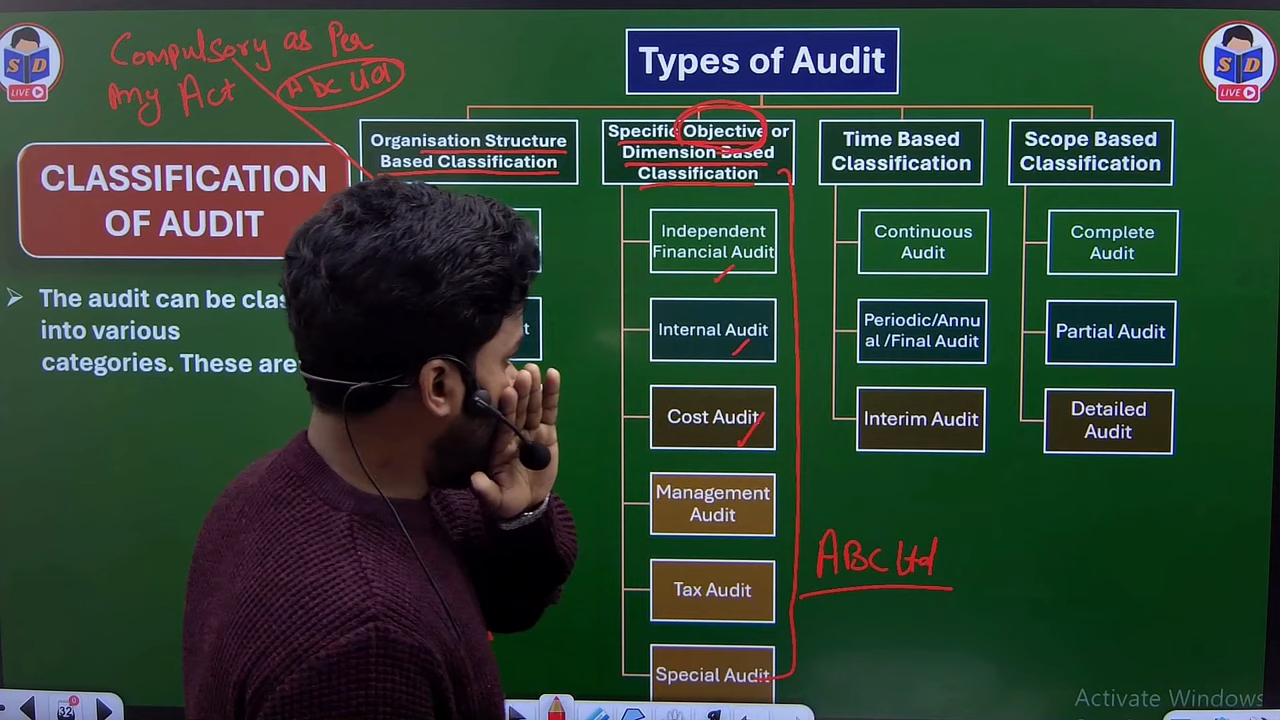 Compulsory as Per
My Act
Abc Ltd
S D
LIVE
Types of Audit
S D
LIVE
CLASSIFICATION
OF AUDIT
The audit can be clas
into various
categories. These are
Organisation Structure
Based Classification
Specific Objective or
Dimension Based
Classification
Independent
Financial Audit
Internal Audit
Cost Audit
Management
Audit
Tax Audit
Special Audit
Time Based
Classification
Continuous
Audit
Periodic/Annu
al /Final Audit
Interim Audit
Scope Based
Classification
Complete
Audit
Partial Audit
Detailed
Audit
ABC Ltd
32
Activate Windows